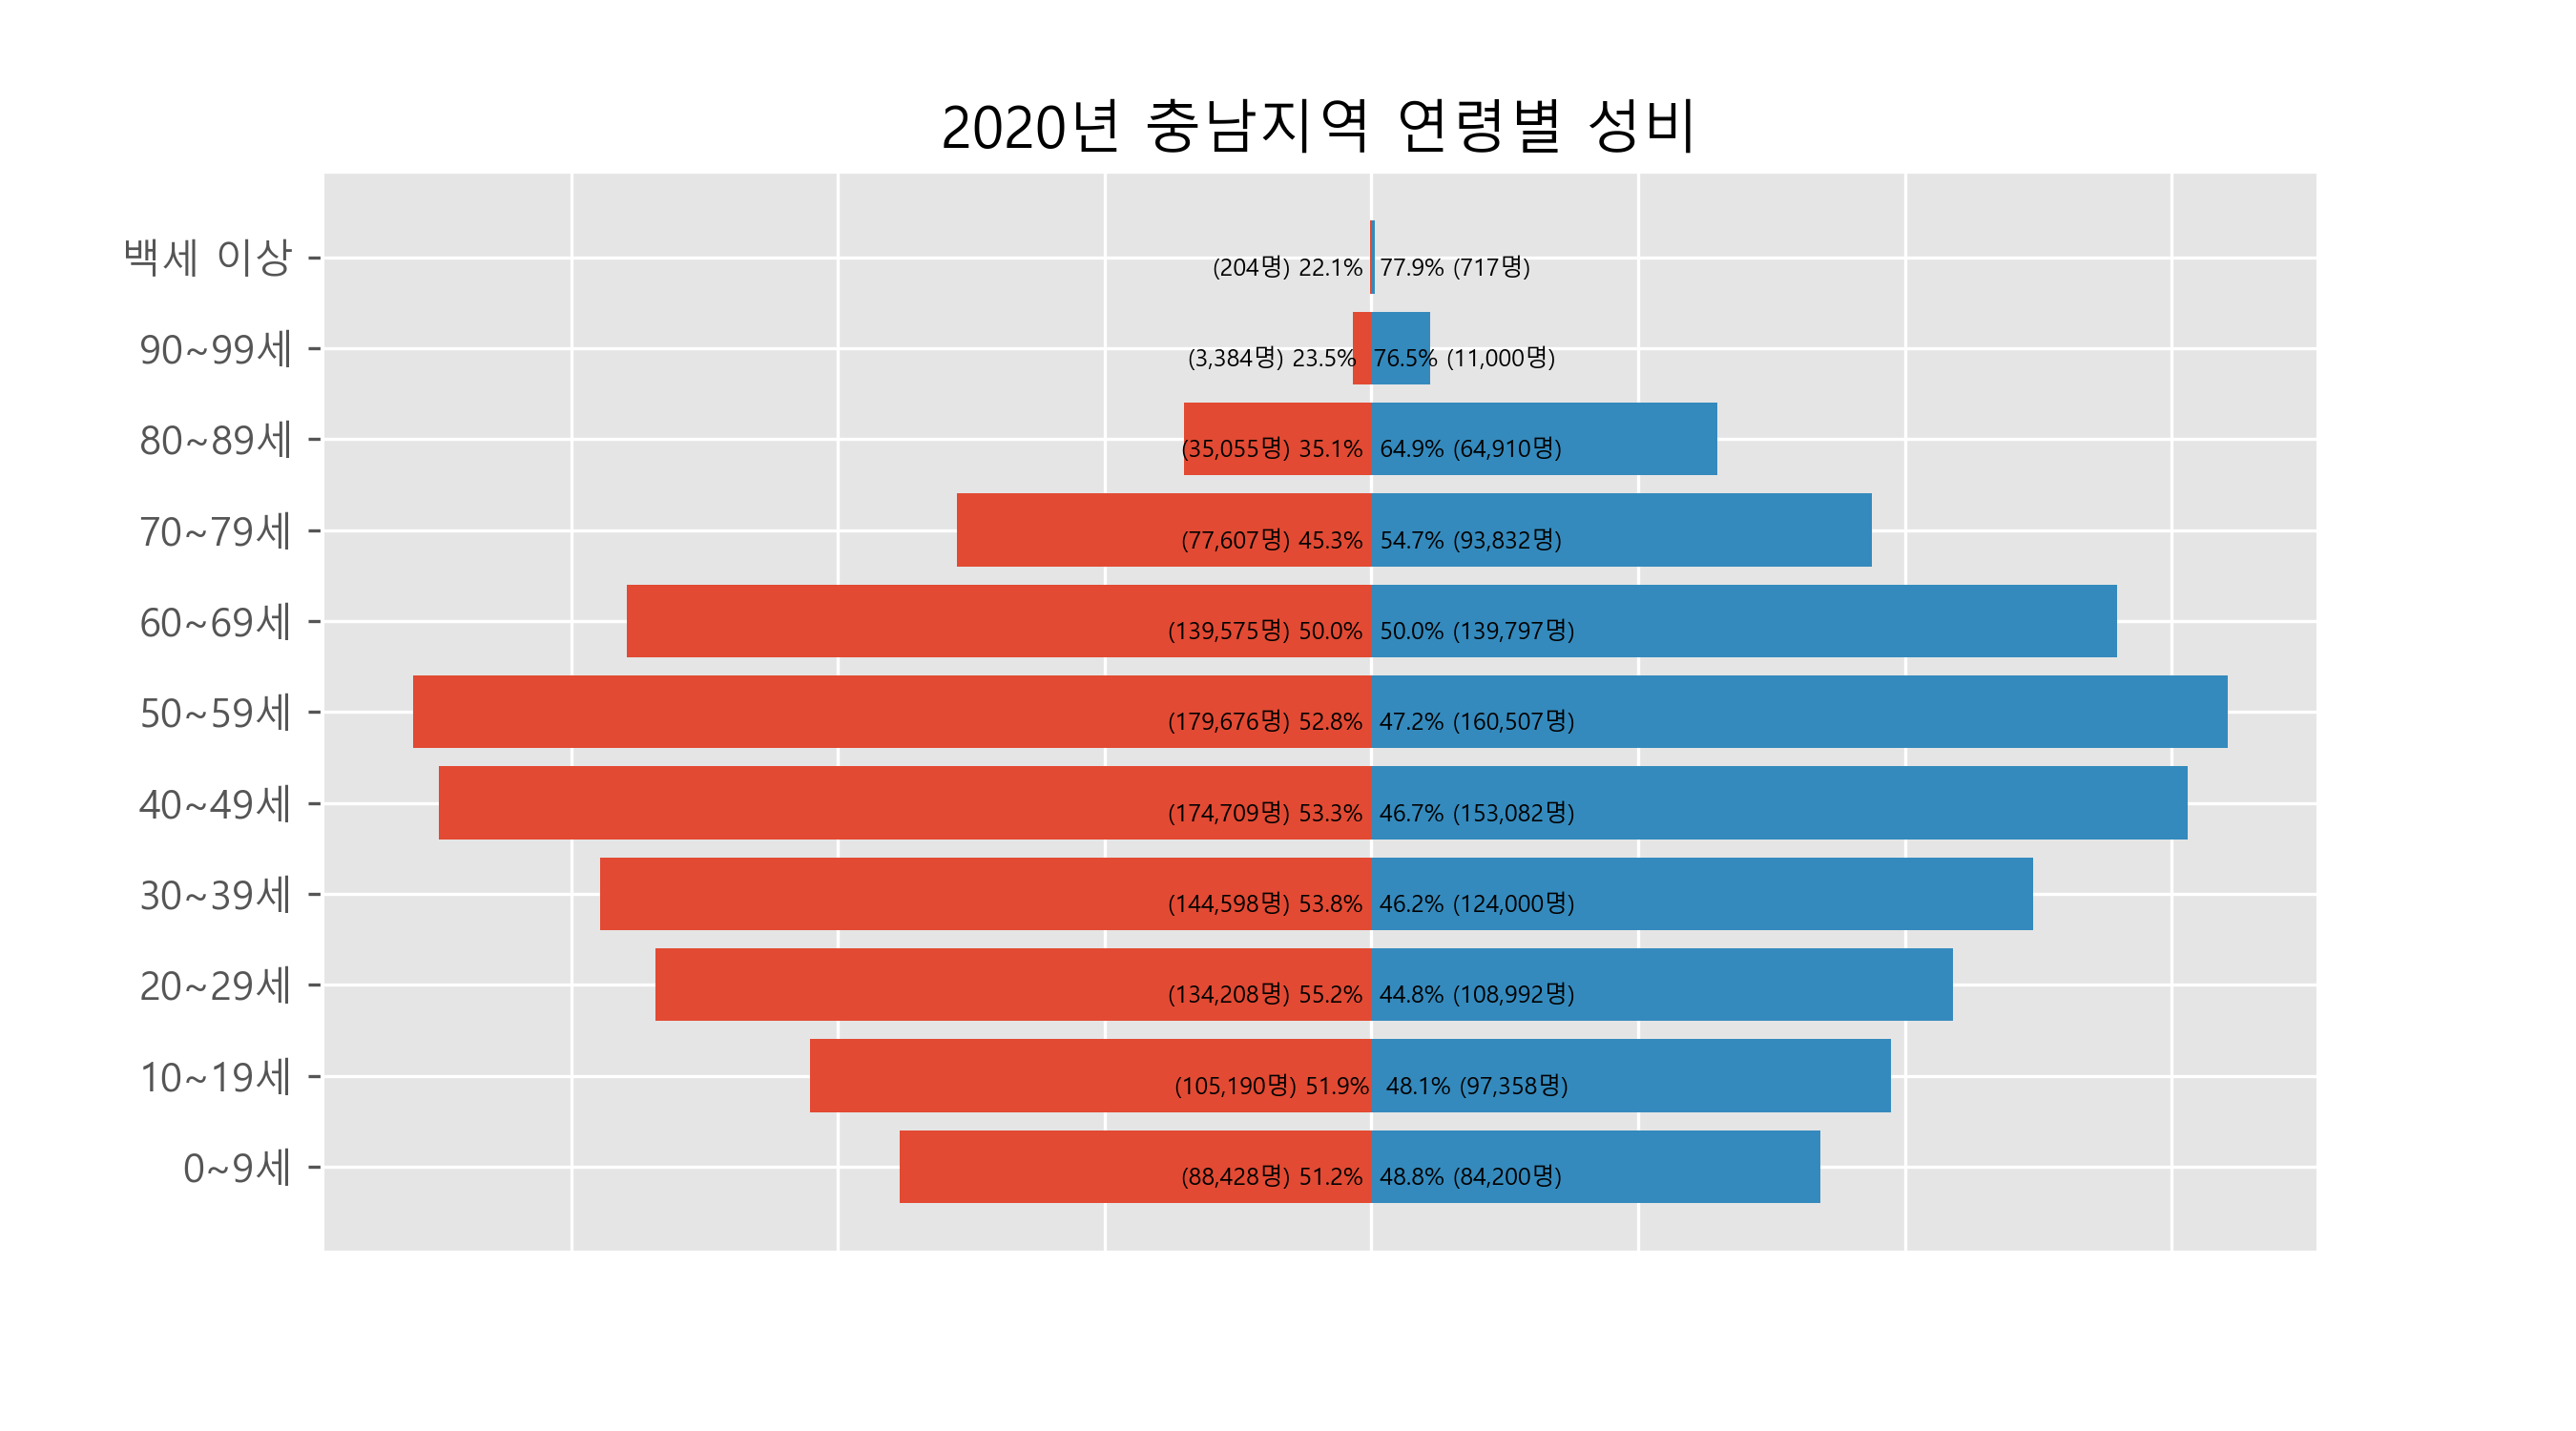 2020년 충남지역 연령별 성비
백세 이상 (204명) 22.1% 77.9% (717명)
90~99세 (3,384명) 23.5% 76.5% (11,000명)
80~89세 (35,055명) 35.1% 64.9% (64,910명)
70~79세 (77,607명) 45.3% 54.7% (93,832명)
60~69세 (139,575명) 50.0% 50.0% (139,797명)
50~59세 (179,676명) 52.8% 47.2% (160,507명)
40~49세 (174,709명) 53.3% 46.7% (153,082명)
30~39세 (144,598명) 53.8% 46.2% (124,000명)
20~29세 (134,208명) 55.2% 44.8% (108,992명)
10~19세 (105,190명) 51.9% 48.1% (97,358명)
0~9세 (88,428명) 51.2% 48.8% (84,200명)